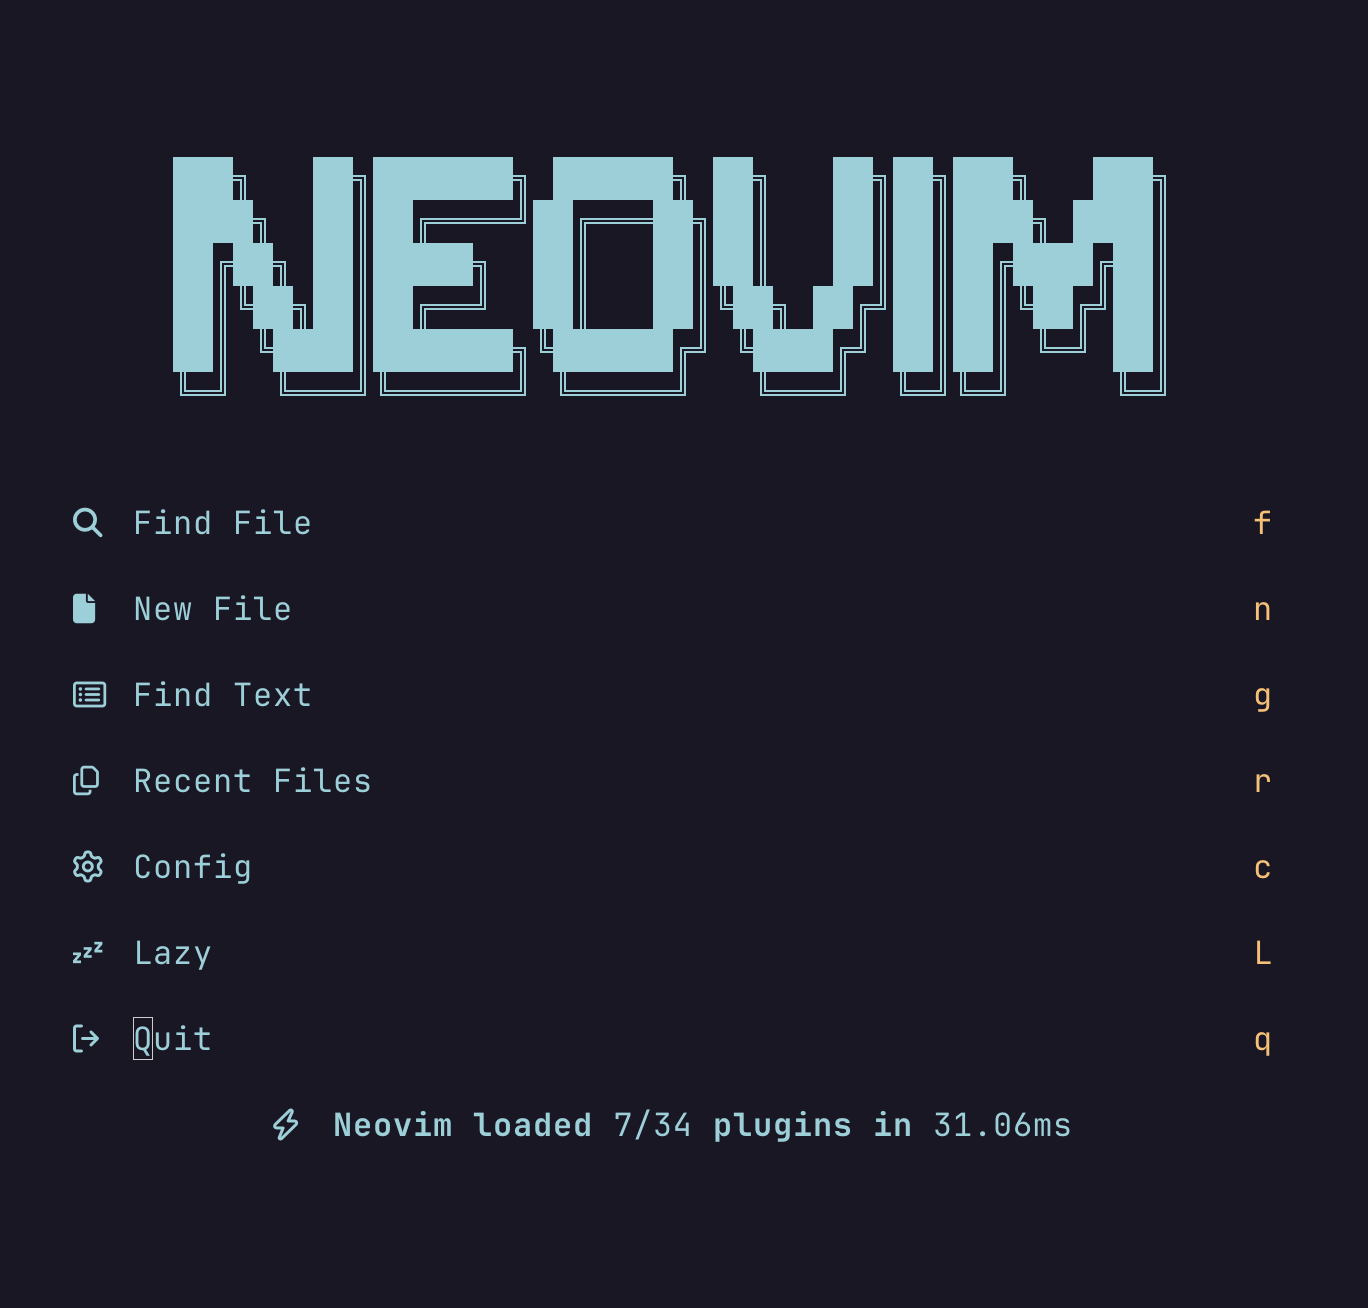 NEOVIM
Find File f
New File n
Find Text g
Recent Files r
Config c
zzz Lazy L
Quit q
Neovim loaded 7/34 plugins in 31.06ms